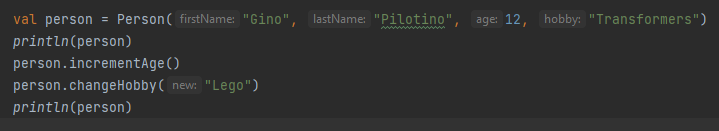 val person = Person(firstName: "Gino", lastName: "Pilotino", age: 12, hobby: "Transformers")
println(person)
person.incrementAge()
person.changeHobby(new: "Lego")
println(person)